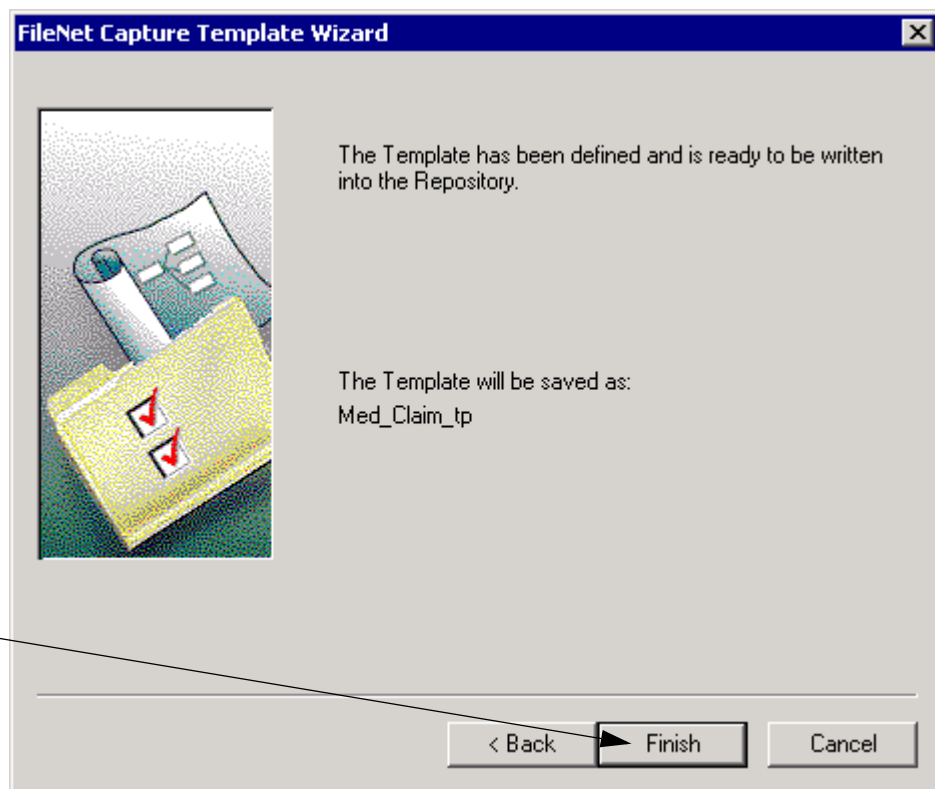 FileNet Capture Template Wizard
The Template has been defined and is ready to be written
into the Repository.
The Template will be saved as:
Med_Claim_tp
< Back
Finish
Cancel